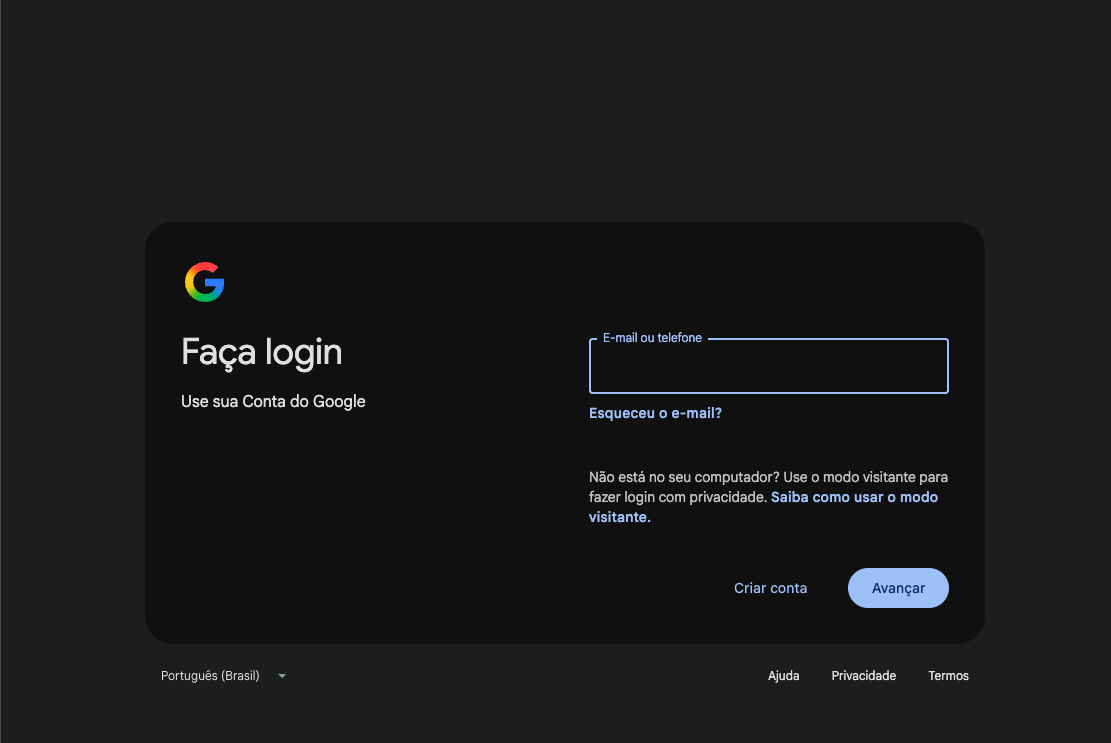 Faça login
Use sua Conta do Google
E-mail ou telefone
Esqueceu o e-mail?
Não está no seu computador? Use o modo visitante para
fazer login com privacidade. Saiba como usar o modo
visitante.
Criar conta
Avançar
Português (Brasil)
Ajuda
Privacidade
Termos